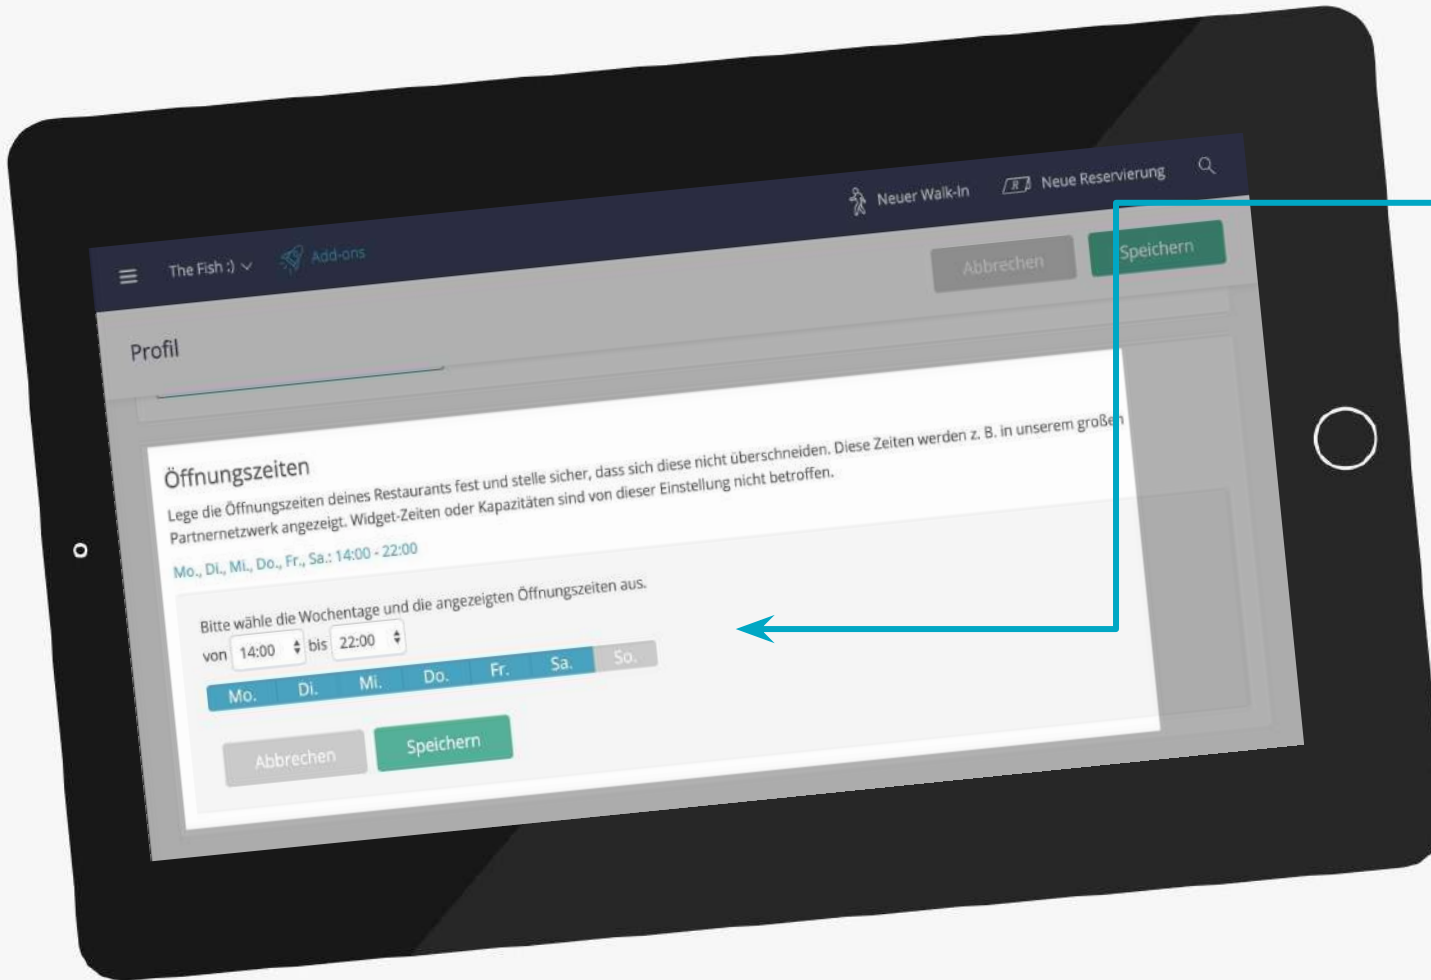 The Fish :) Add-ons Neuer Walk-In Neue Reservierung
Profil Abbrechen Speichern
Öffnungszeiten
Lege die Öffnungszeiten deines Restaurants fest und stelle sicher, dass sich diese nicht überschneiden. Diese Zeiten werden z. B. in unserem großen
Partnernetzwerk angezeigt. Widget-Zeiten oder Kapazitäten sind von dieser Einstellung nicht betroffen.
Mo., Di., Mi., Do., Fr., Sa.: 14:00 - 22:00
Bitte wähle die Wochentage und die angezeigten Öffnungszeiten aus.
von 14:00 bis 22:00
Mo. Di. Mi. Do. Fr. Sa. So.
Abbrechen Speichern